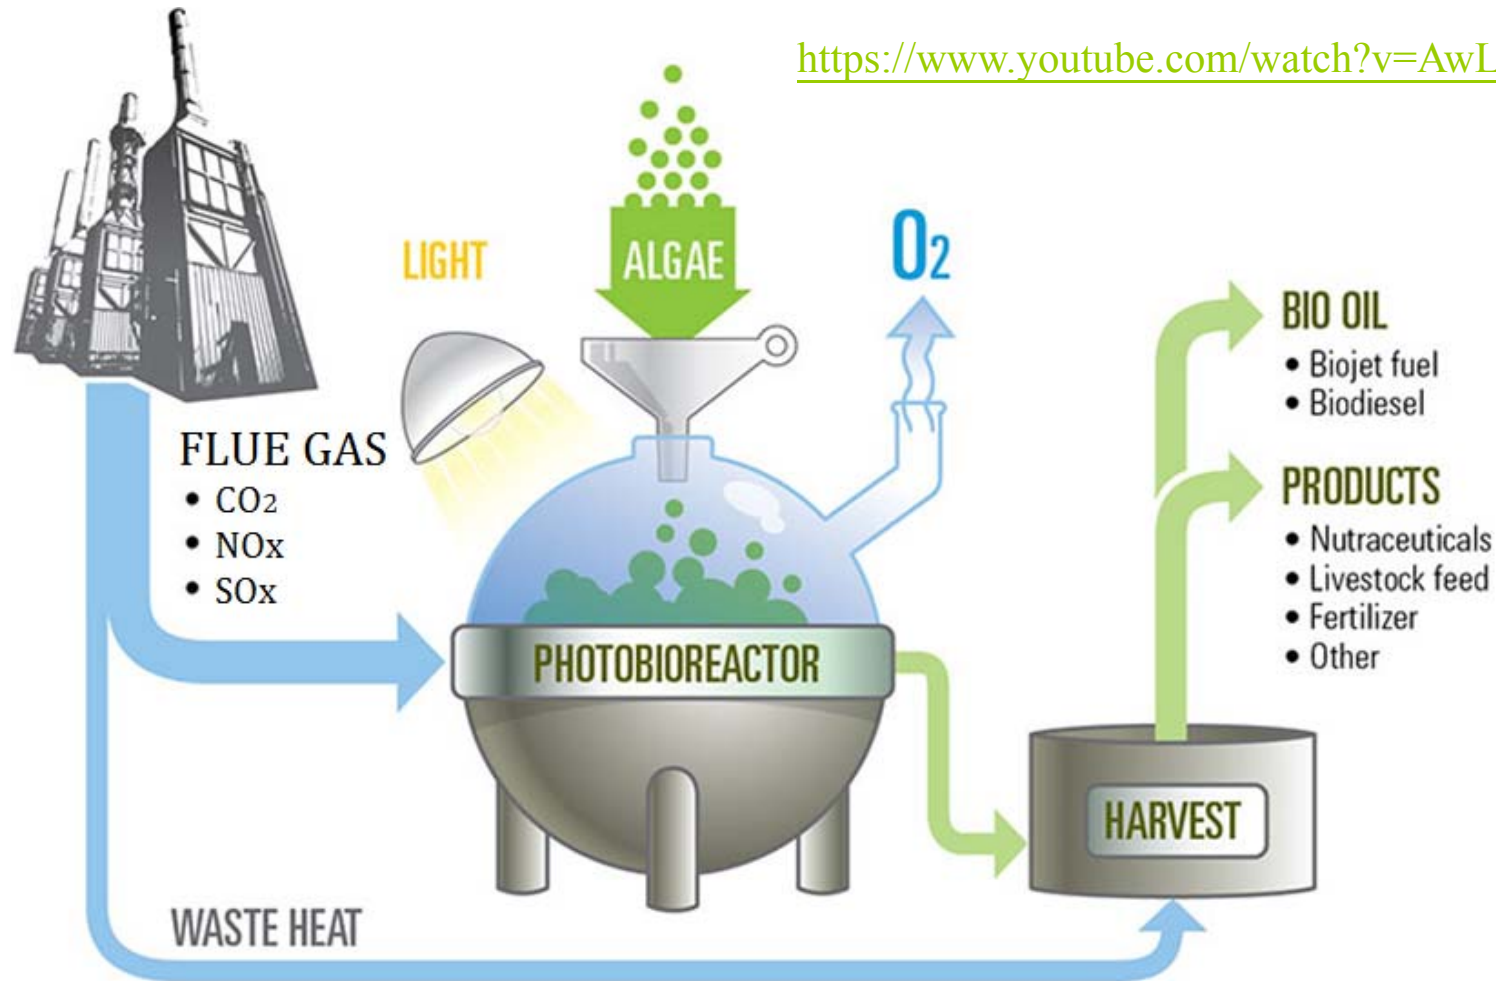 https://www.youtube.com/watch?v=AwL
LIGHT
ALGAE
O2
FLUE GAS
• CO2
• NOx
• SOx
BIO OIL
• Biojet fuel
• Biodiesel
PRODUCTS
• Nutraceuticals
• Livestock feed
• Fertilizer
• Other
PHOTOBIOREACTOR
HARVEST
WASTE HEAT